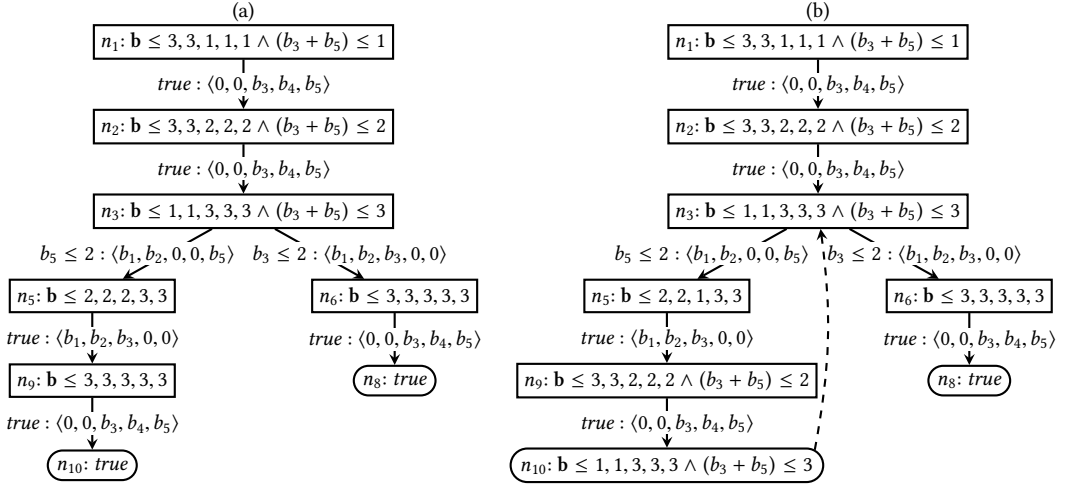 (a)
n₁: b ≤ 3, 3, 1, 1, 1 ∧ (b₃ + b₅) ≤ 1
true : ⟨0, 0, b₃, b₄, b₅⟩
n₂: b ≤ 3, 3, 2, 2, 2 ∧ (b₃ + b₅) ≤ 2
true : ⟨0, 0, b₃, b₄, b₅⟩
n₃: b ≤ 1, 1, 3, 3, 3 ∧ (b₃ + b₅) ≤ 3
b₅ ≤ 2 : ⟨b₁, b₂, 0, 0, b₅⟩
b₃ ≤ 2 : ⟨b₁, b₂, b₃, 0, 0⟩
n₅: b ≤ 2, 2, 2, 3, 3
n₆: b ≤ 3, 3, 3, 3, 3
true : ⟨b₁, b₂, b₃, 0, 0⟩
true : ⟨0, 0, b₃, b₄, b₅⟩
n₉: b ≤ 3, 3, 3, 3, 3
n₈: true
true : ⟨0, 0, b₃, b₄, b₅⟩
n₁₀: true
(b)
n₁: b ≤ 3, 3, 1, 1, 1 ∧ (b₃ + b₅) ≤ 1
true : ⟨0, 0, b₃, b₄, b₅⟩
n₂: b ≤ 3, 3, 2, 2, 2 ∧ (b₃ + b₅) ≤ 2
true : ⟨0, 0, b₃, b₄, b₅⟩
n₃: b ≤ 1, 1, 3, 3, 3 ∧ (b₃ + b₅) ≤ 3
b₅ ≤ 2 : ⟨b₁, b₂, 0, 0, b₅⟩
b₃ ≤ 2 : ⟨b₁, b₂, b₃, 0, 0⟩
n₅: b ≤ 2, 2, 1, 3, 3
n₆: b ≤ 3, 3, 3, 3, 3
true : ⟨b₁, b₂, b₃, 0, 0⟩
true : ⟨0, 0, b₃, b₄, b₅⟩
n₉: b ≤ 3, 3, 2, 2, 2 ∧ (b₃ + b₅) ≤ 2
n₈: true
true : ⟨0, 0, b₃, b₄, b₅⟩
n₁₀: b ≤ 1, 1, 3, 3, 3 ∧ (b₃ + b₅) ≤ 3